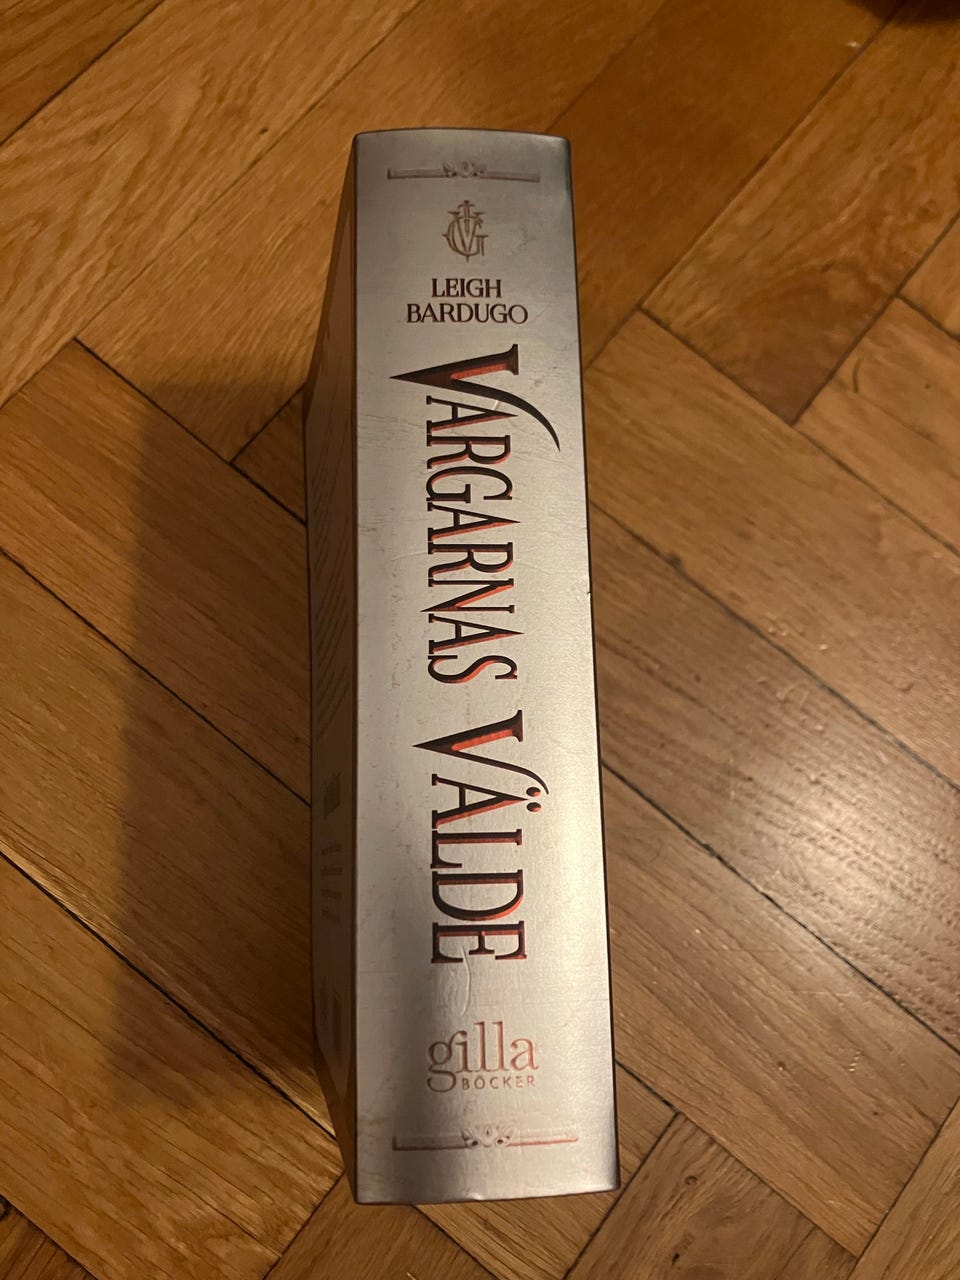 LEIGH
BARDUGO
VARGARNAS VÄLDE
gilla
BÖCKER